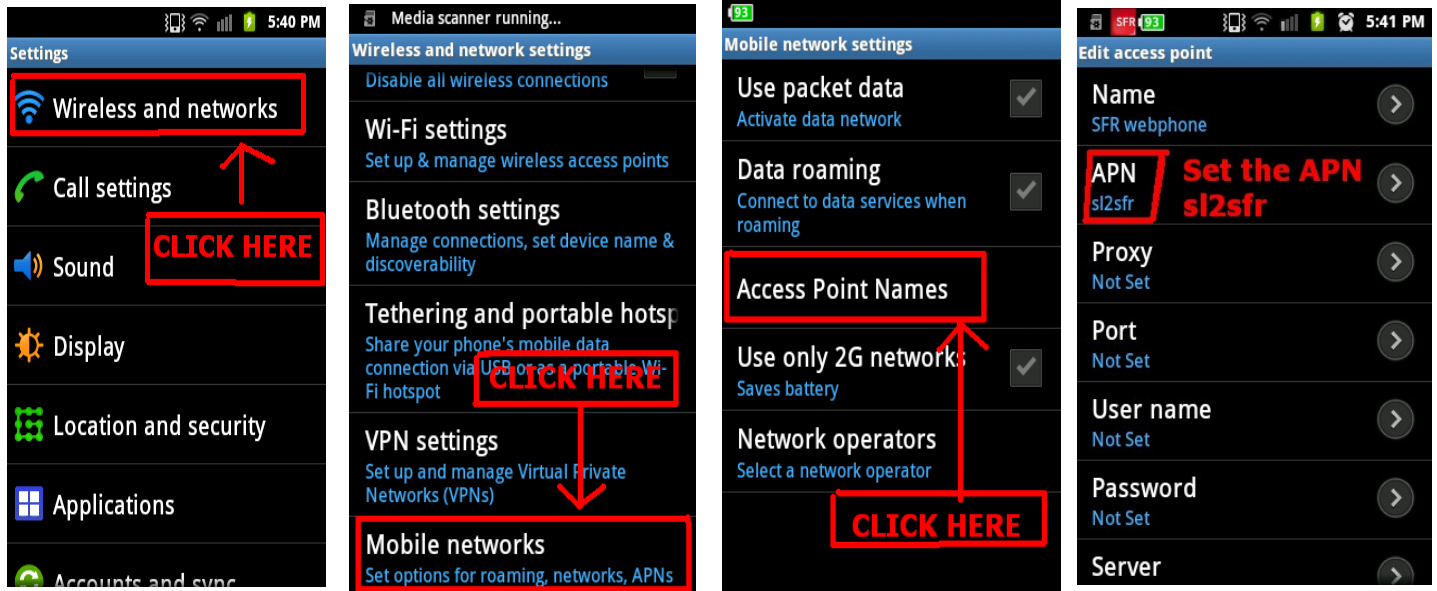 5:40 PM
Settings
Wireless and networks
Call settings
CLICK HERE
Sound
Display
Location and security
Applications
Accounts and sync
Media scanner running...
Wireless and network settings
Disable all wireless connections
Wi-Fi settings
Set up & manage wireless access points
Bluetooth settings
Manage connections, set device name &
discoverability
Tethering and portable hotsp
Share your phone's mobile data
connection via USB or as a portable Wi-
Fi hotspot
CLICK HERE
VPN settings
Set up and manage Virtual Private
Networks (VPNs)
Mobile networks
Set options for roaming, networks, APNs
93
Mobile network settings
Use packet data
Activate data network
Data roaming
Connect to data services when
roaming
Access Point Names
Use only 2G networks
Saves battery
Network operators
Select a network operator
CLICK HERE
SFR 93 5:41 PM
Edit access point
Name
SFR webphone
APN
sl2sfr
Set the APN
sl2sfr
Proxy
Not Set
Port
Not Set
User name
Not Set
Password
Not Set
Server